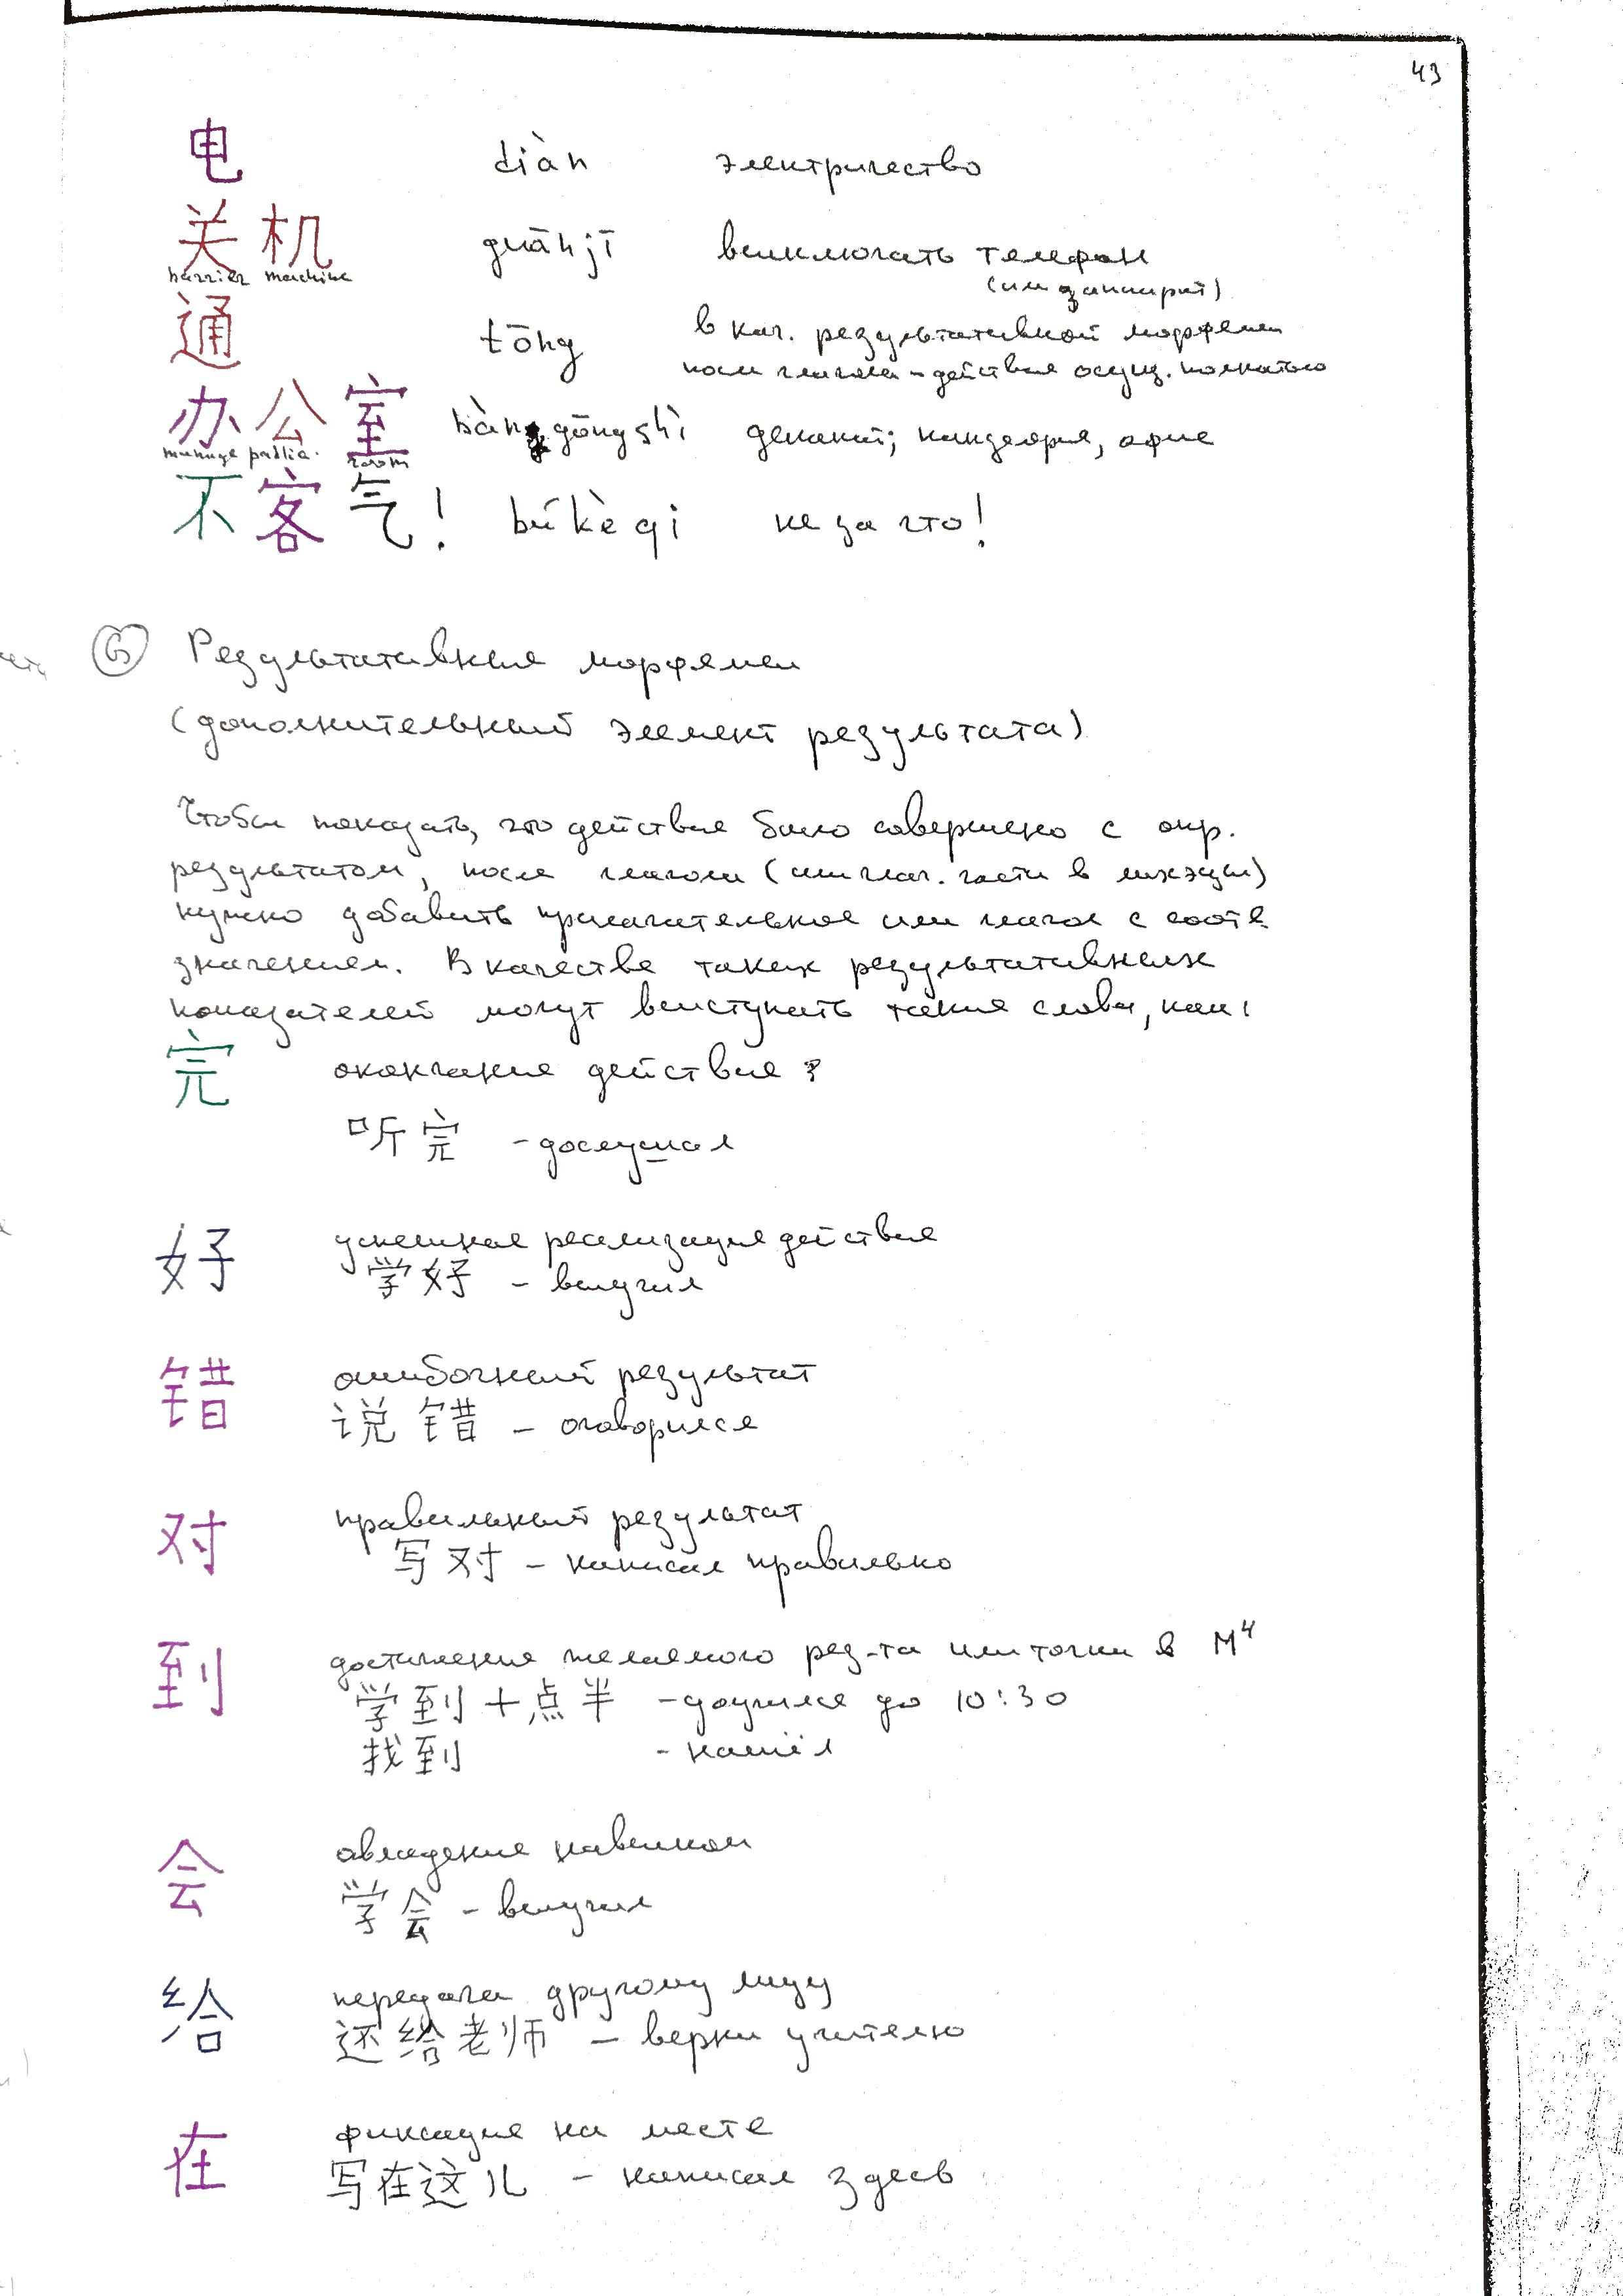 43
电 diàn электричество
关机 guānjī выключать телефон
barrier machine (или заппират)
通 tōng в кач. результативной морфемы
после глагола – действие осущ. полностью
办公室 bàngōngshì деканат; канцелярия, офис
manage public room
不客气! búkèqi не за что!
⑥ Результативные морфемы
(дополнительный элемент результата)
Чтобы показать, что действие было совершено с опр.
результатом, после глагола (или глаг. части в
нужно добавить прилагательное или глагол с соотв.
значением. В качестве таких результативных
показателей могут выступать такие слова, как:
完 окончание действия
听完 – дослушал
好 успешная реализация действия
学好 – выучил
错 ошибочный результат
说错 – оговорился
对 правильный результат
写对 – написал правильно
到 достижение желаемого рез-та или точки в
学到十点半 – доучился до 10:30
找到 – нашёл
会 овладение навыком
学会 – выучил
给 передача другому лицу
还给老师 – верни учителю
在 фиксация на месте
写在这儿 – написал здесь